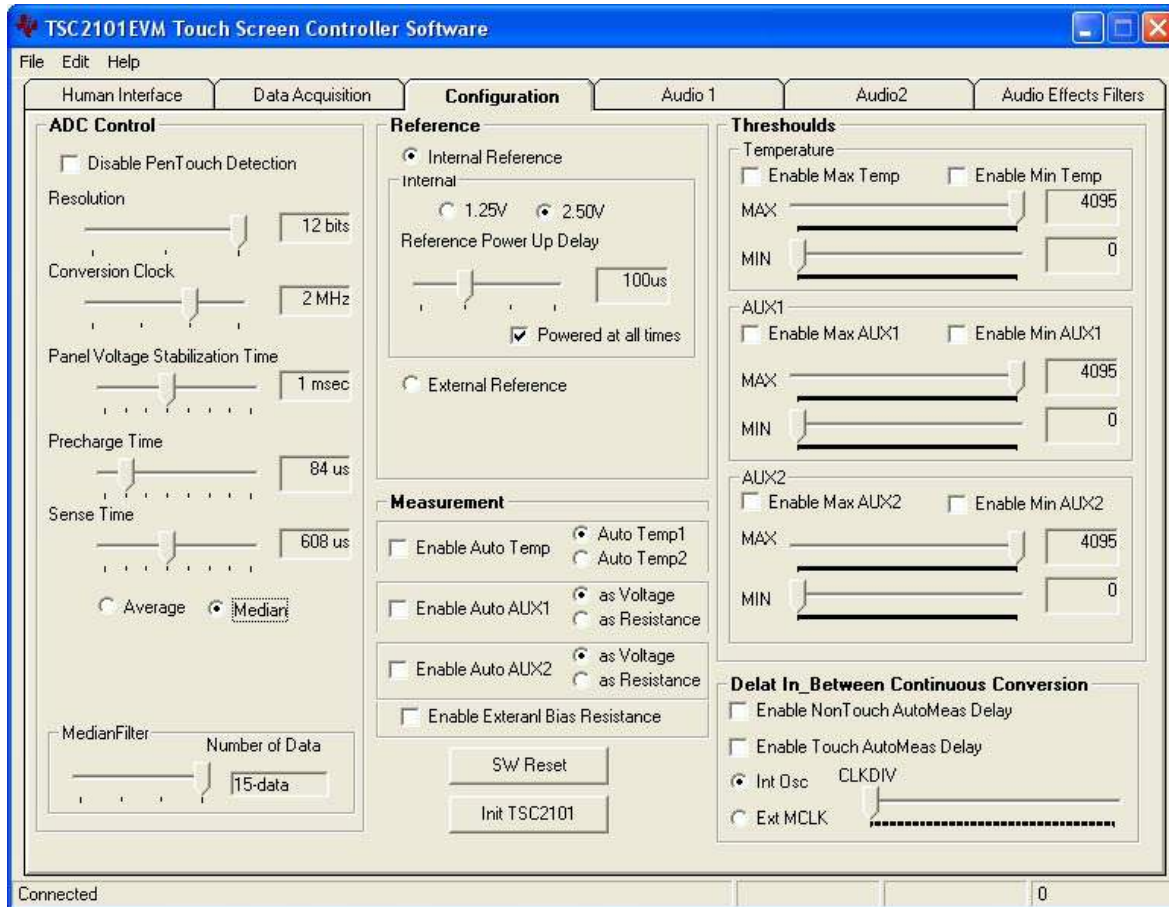 TSC2101EVM Touch Screen Controller Software
File Edit Help
Human Interface
Data Acquisition
Configuration
Audio 1
Audio2
Audio Effects Filters
ADC Control
Disable PenTouch Detection
Resolution
12 bits
Conversion Clock
2 MHz
Panel Voltage Stabilization Time
1 msec
Precharge Time
84 us
Sense Time
608 us
Average
Median
MedianFilter
Number of Data
15-data
Reference
Internal Reference
Internal
1.25V
2.50V
Reference Power Up Delay
100us
Powered at all times
External Reference
Measurement
Enable Auto Temp
Auto Temp1
Auto Temp2
Enable Auto AUX1
as Voltage
as Resistance
Enable Auto AUX2
as Voltage
as Resistance
Enable Exteranl Bias Resistance
SW Reset
Init TSC2101
Threshoulds
Temperature
Enable Max Temp
Enable Min Temp
MAX
4095
MIN
0
AUX1
Enable Max AUX1
Enable Min AUX1
MAX
4095
MIN
0
AUX2
Enable Max AUX2
Enable Min AUX2
MAX
4095
MIN
0
Delat In_Between Continuous Conversion
Enable NonTouch AutoMeas Delay
Enable Touch AutoMeas Delay
Int Osc
CLKDIV
Ext MCLK
Connected
0